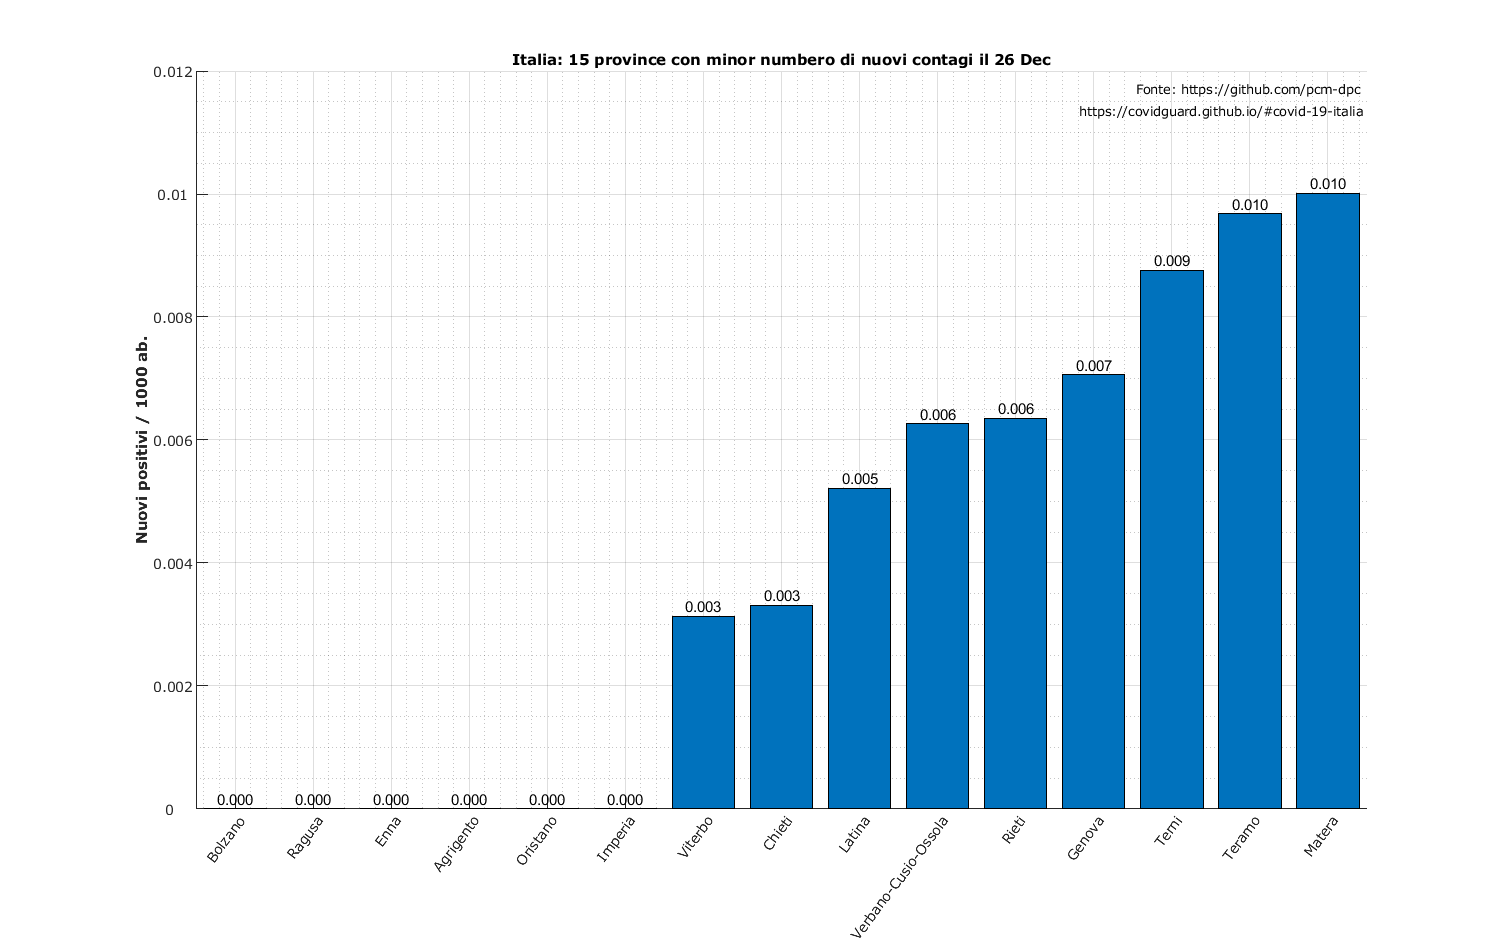 Italia: 15 province con minor numbero di nuovi contagi il 26 Dec
Fonte: https://github.com/pcm-dpc
https://covidguard.github.io/#covid-19-italia
Nuovi positivi / 1000 ab.
0.012
0.01
0.008
0.006
0.004
0.002
0
0.000
0.000
0.000
0.000
0.000
0.000
0.003
0.003
0.005
0.006
0.006
0.007
0.009
0.010
0.010
Bolzano
Ragusa
Enna
Agrigento
Oristano
Imperia
Viterbo
Chieti
Latina
Verbano-Cusio-Ossola
Rieti
Genova
Terni
Teramo
Matera